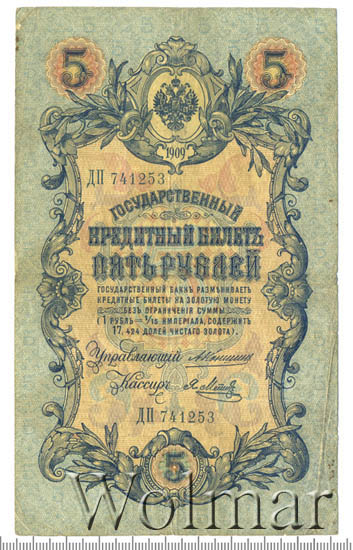 5 5
1909
ДП 741253
ГОСУДАРСТВЕННЫЙ
КРЕДИТНЫЙ БИЛЕТЪ
ПЯТЬ РУБЛЕЙ
ГОСУДАРСТВЕННЫЙ БАНКЪ РАЗМѢНИВАЕТЪ
КРЕДИТНЫЕ БИЛЕТЫ НА ЗОЛОТУЮ МОНЕТУ
БЕЗЪ ОГРАНИЧЕНІЯ СУММЫ
(1 РУБЛЬ = 1/15 ИМПЕРІАЛА, СОДЕРЖИТЪ
17,424 ДОЛЕЙ ЧИСТАГО ЗОЛОТА).
Управляющій
Кассиръ
ДП 741253
5
Wolmar